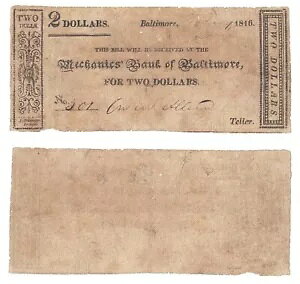 TWO
DOLLS.
2 DOLLARS. Baltimore, 1816.
THIS BILL WILL BE RECEIVED AT THE
Mechanics' Bank of Baltimore,
FOR TWO DOLLARS.
No.
Teller.
TWO DOLLARS